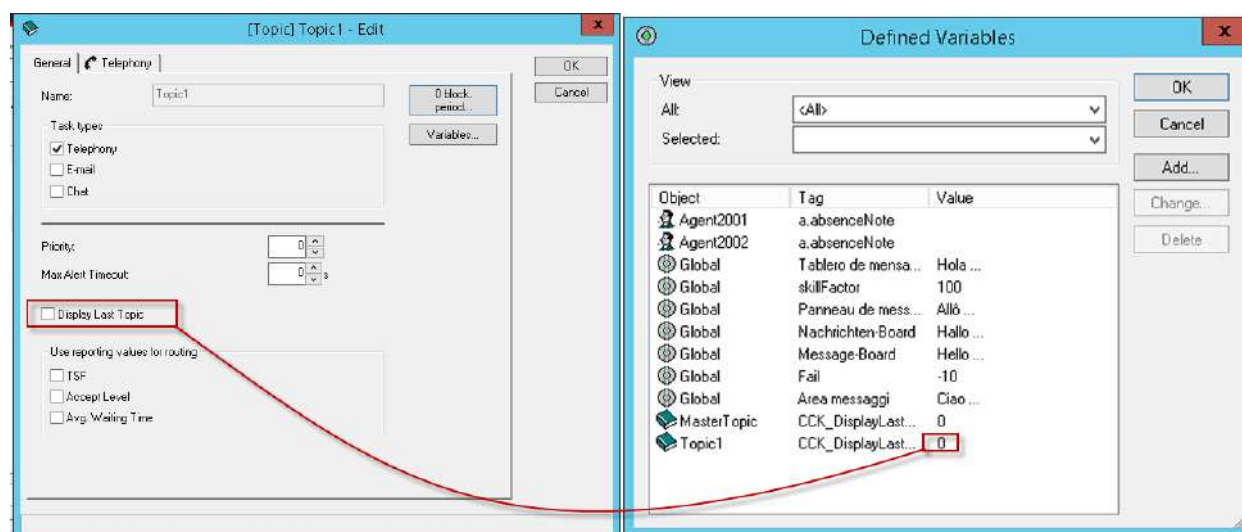 [Topic] Topic1 - Edit
x
General
Telephony
OK
Cancel
Name:
Topic1
0 block.
period...
Variables...
Task types
Telephony
E-mail
Chat
Priority:
0
Max Alert Timeout:
0
s
Display Last Topic
Use reporting values for routing
TSF
Accept Level
Avg. Waiting Time
Defined Variables
x
View
All:
<All>
Selected:
OK
Cancel
Add...
Change...
Delete
Object Tag Value
Agent2001 a.absenceNote
Agent2002 a.absenceNote
Global Tablero de mensa... Hola ...
Global skillFactor 100
Global Panneau de mess... Allô ...
Global Nachrichten-Board Hallo ...
Global Message-Board Hello ...
Global Fail -10
Global Area messaggi Ciao ...
MasterTopic CCK_DisplayLast... 0
Topic1 CCK_DisplayLast... 0